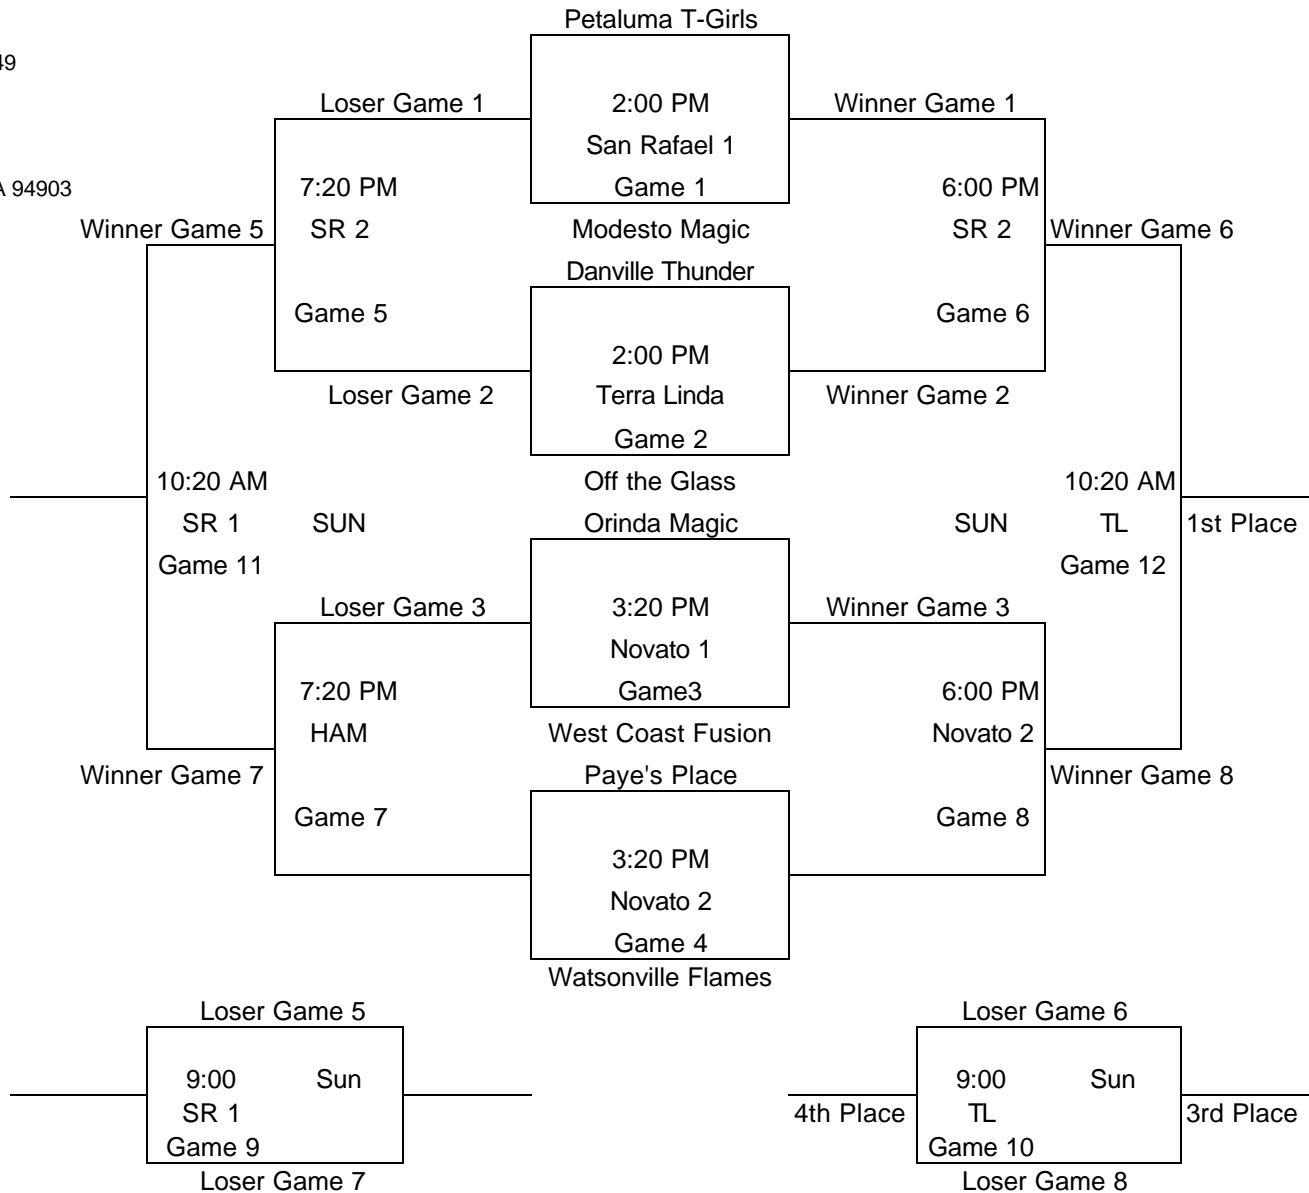 Petaluma T-Girls
49
Loser Game 1 2:00 PM Winner Game 1
San Rafael 1
A 94903 7:20 PM Game 1 6:00 PM
Winner Game 5 SR 2 Modesto Magic SR 2 Winner Game 6
Danville Thunder
Game 5 Game 6
2:00 PM
Loser Game 2 Terra Linda Winner Game 2
Game 2
10:20 AM Off the Glass 10:20 AM
SR 1 SUN Orinda Magic SUN TL 1st Place
Game 11 Game 12
Loser Game 3 3:20 PM Winner Game 3
Novato 1
7:20 PM Game3 6:00 PM
HAM West Coast Fusion Novato 2
Winner Game 7 Paye's Place Winner Game 8
Game 7 Game 8
3:20 PM
Novato 2
Game 4
Watsonville Flames
Loser Game 5 Loser Game 6
9:00 Sun 9:00 Sun
SR 1 4th Place TL 3rd Place
Game 9 Game 10
Loser Game 7 Loser Game 8